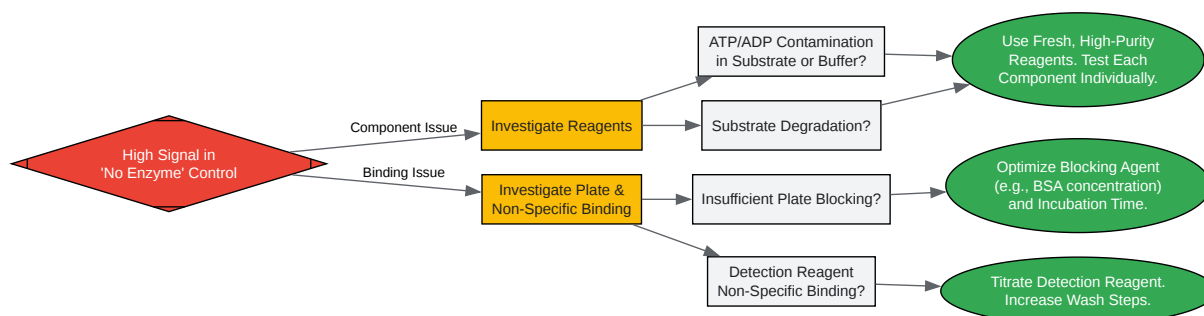 High Signal in
'No Enzyme' Control
Component Issue
Binding Issue
Investigate Reagents
Investigate Plate &
Non-Specific Binding
ATP/ADP Contamination
in Substrate or Buffer?
Substrate Degradation?
Insufficient Plate Blocking?
Detection Reagent
Non-Specific Binding?
Use Fresh, High-Purity
Reagents. Test Each
Component Individually.
Optimize Blocking Agent
(e.g., BSA concentration)
and Incubation Time.
Titrate Detection Reagent.
Increase Wash Steps.